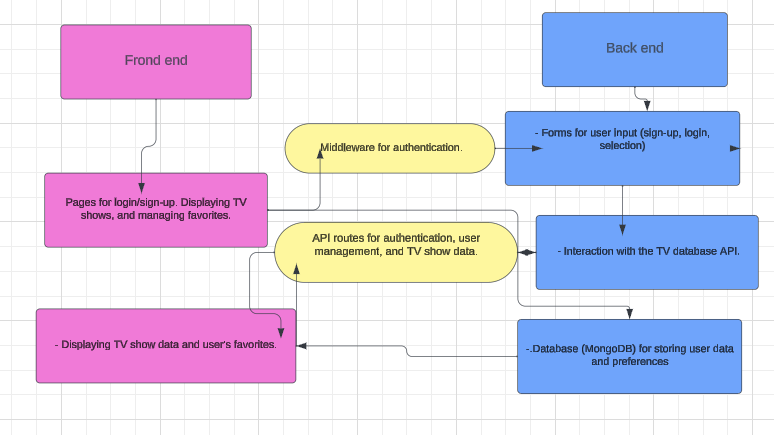 Frond end
Back end
Middleware for authentication.
- Forms for user input (sign-up, login,
selection)
Pages for login/sign-up. Displaying TV
shows, and managing favorites.
API routes for authentication, user
management, and TV show data.
- Interaction with the TV database API.
- Displaying TV show data and user's favorites.
-.Database (MongoDB) for storing user data
and preferences